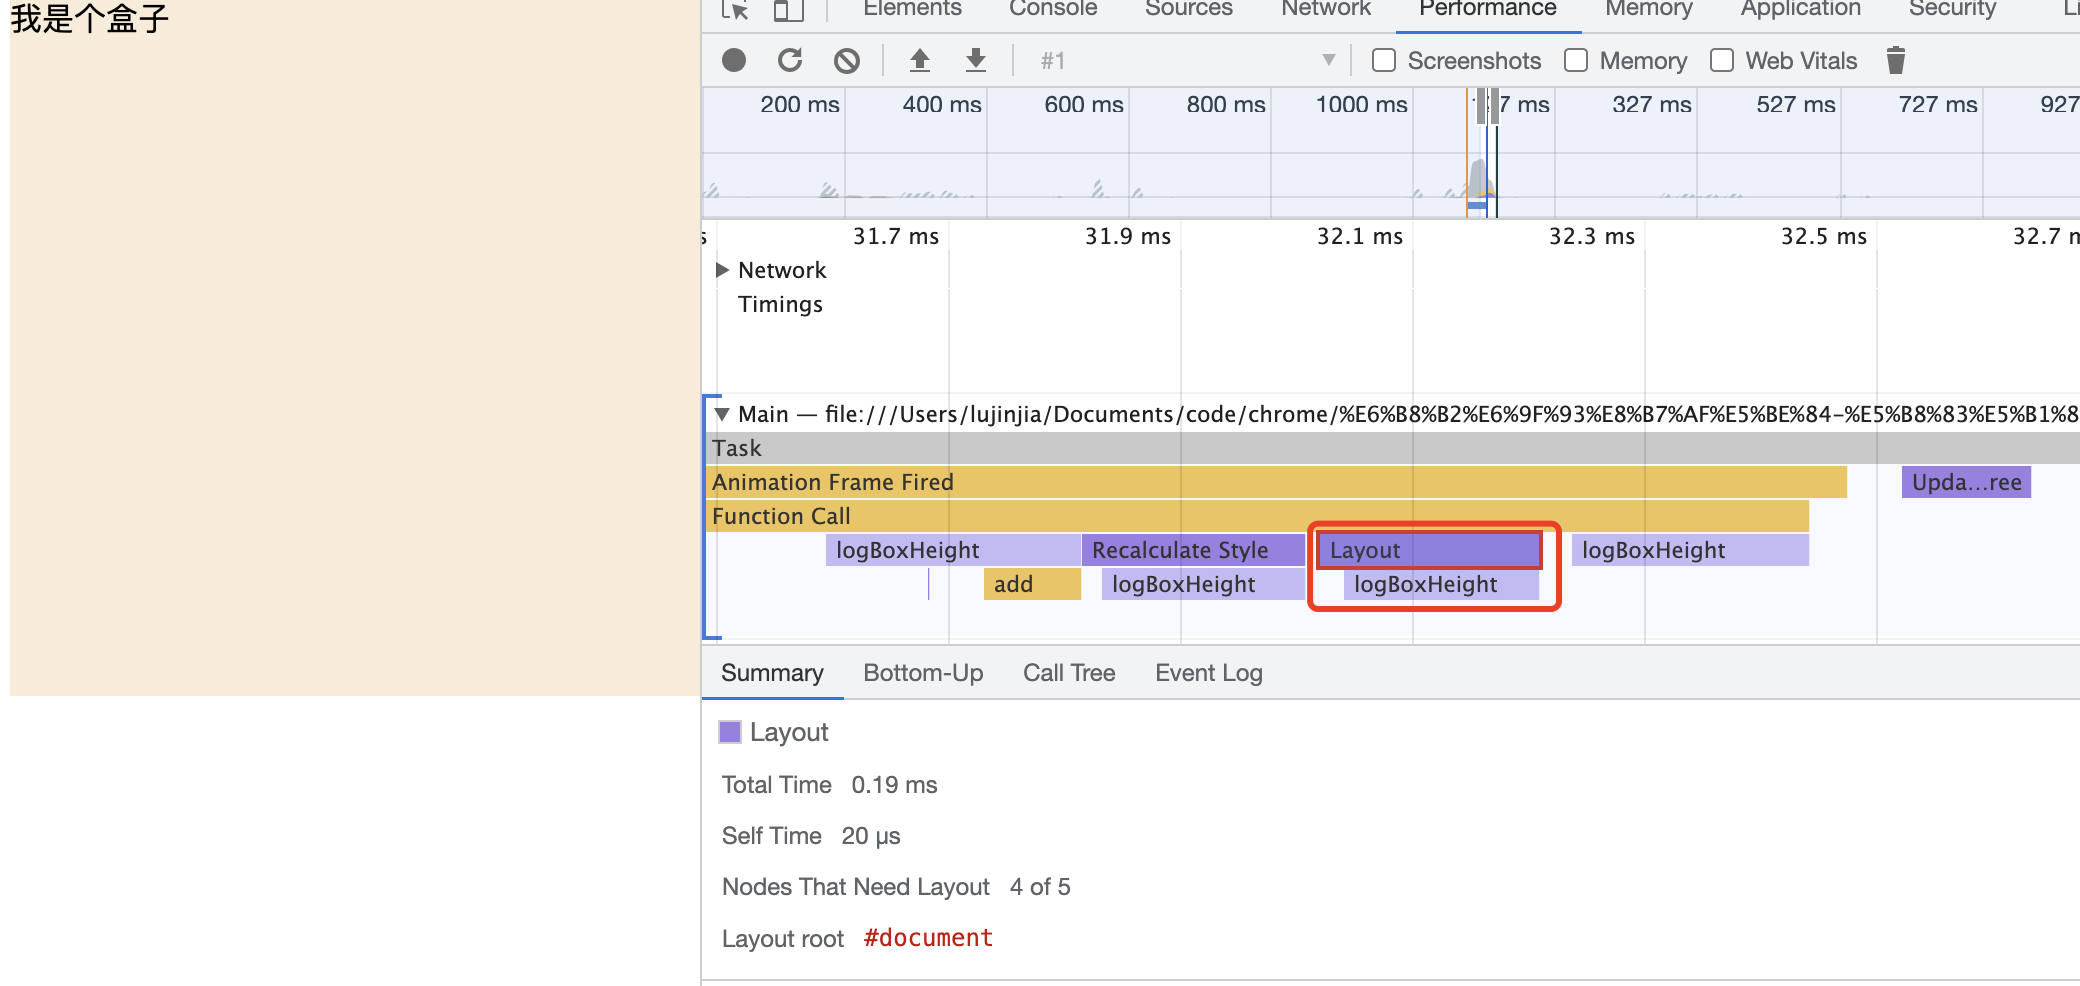 我是个盒子
Elements Console Sources Network Performance Memory Application Security
#1 Screenshots Memory Web Vitals
200 ms 400 ms 600 ms 800 ms 1000 ms 7 ms 327 ms 527 ms 727 ms 927
s 31.7 ms 31.9 ms 32.1 ms 32.3 ms 32.5 ms 32.7 m
Network
Timings
Main — file:///Users/lujinjia/Documents/code/chrome/%E6%B8%B2%E6%9F%93%E8%B7%AF%E5%BE%84-%E5%B8%83%E5%B1%8
Task
Animation Frame Fired Upda…ree
Function Call
logBoxHeight Recalculate Style Layout logBoxHeight
add logBoxHeight logBoxHeight
Summary Bottom-Up Call Tree Event Log
Layout
Total Time 0.19 ms
Self Time 20 μs
Nodes That Need Layout 4 of 5
Layout root #document